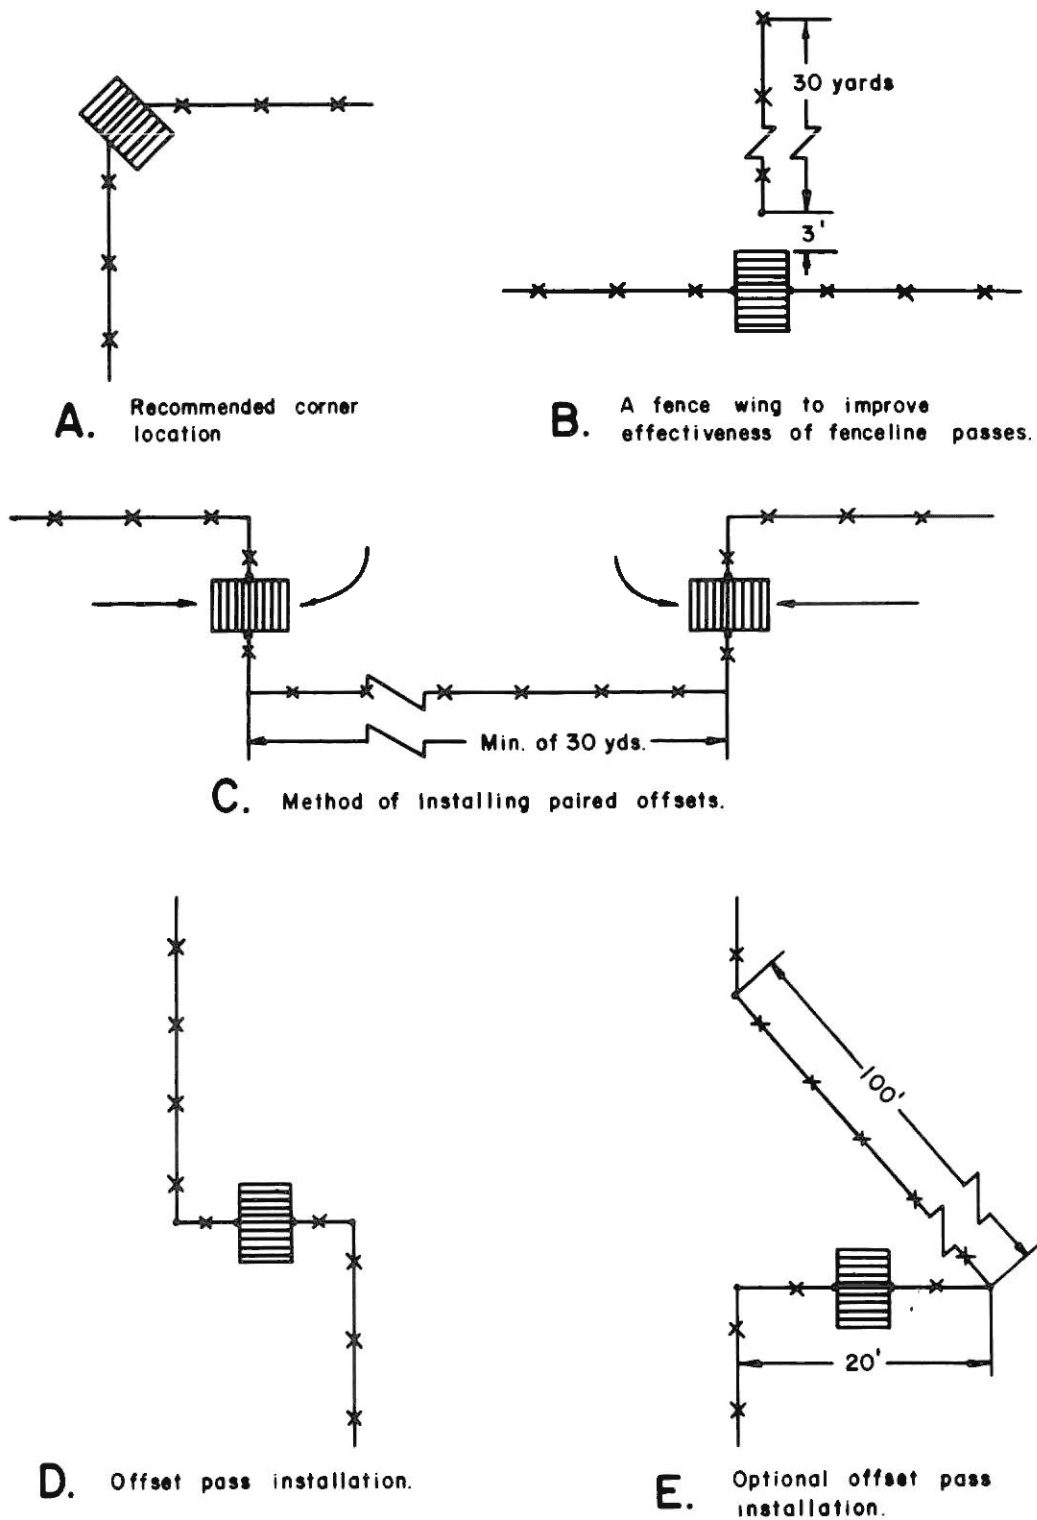 30 yards
3'
A. Recommended corner
location
B. A fence wing to improve
effectiveness of fenceline passes.
Min. of 30 yds.
C. Method of Installing paired offsets.
100'
20'
D. Offset pass installation.
E. Optional offset pass
installation.